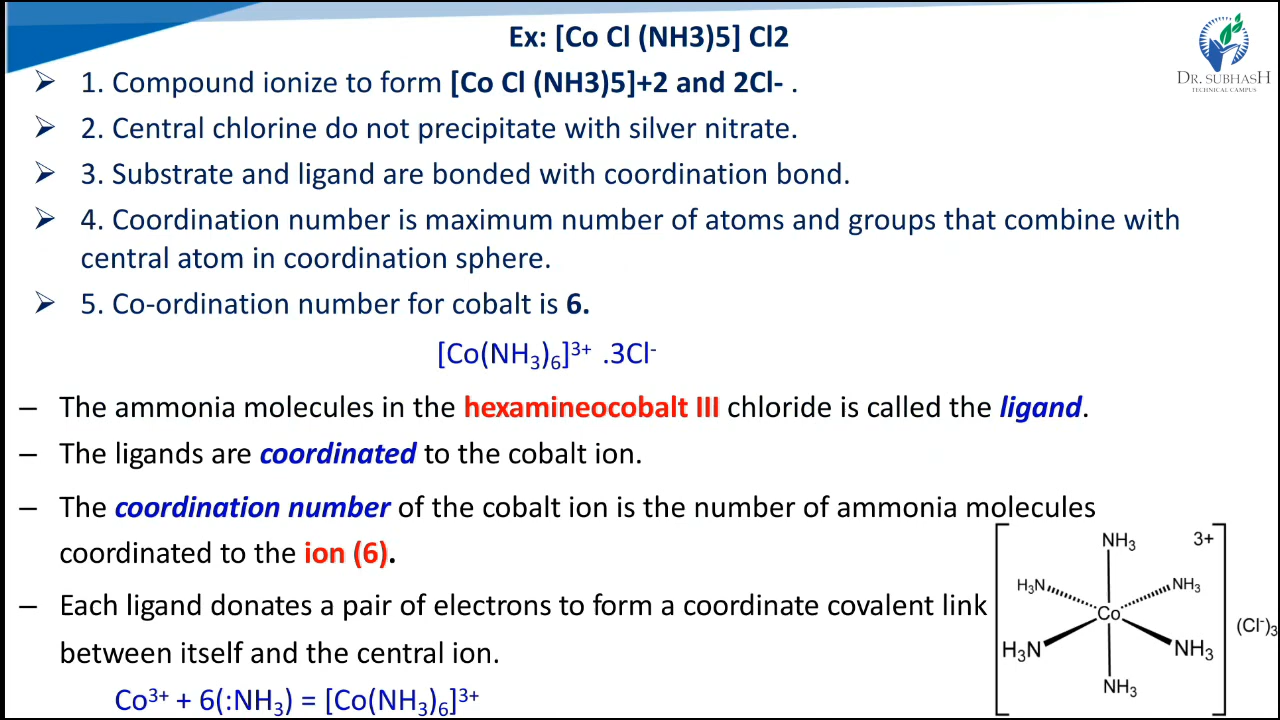 Ex: [Co Cl (NH3)5] Cl2
DR. SUBHASH
TECHNICAL CAMPUS
➢ 1. Compound ionize to form [Co Cl (NH3)5]+2 and 2Cl- .
➢ 2. Central chlorine do not precipitate with silver nitrate.
➢ 3. Substrate and ligand are bonded with coordination bond.
➢ 4. Coordination number is maximum number of atoms and groups that combine with
central atom in coordination sphere.
➢ 5. Co-ordination number for cobalt is 6.
[Co(NH₃)₆]³⁺ .3Cl⁻
– The ammonia molecules in the hexamineocobalt III chloride is called the ligand.
– The ligands are coordinated to the cobalt ion.
– The coordination number of the cobalt ion is the number of ammonia molecules
coordinated to the ion (6).
– Each ligand donates a pair of electrons to form a coordinate covalent link
between itself and the central ion.
Co³⁺ + 6(:NH₃) = [Co(NH₃)₆]³⁺
NH₃ 3+
H₃N NH₃
Co
(Cl⁻)₃
H₃N NH₃
NH₃